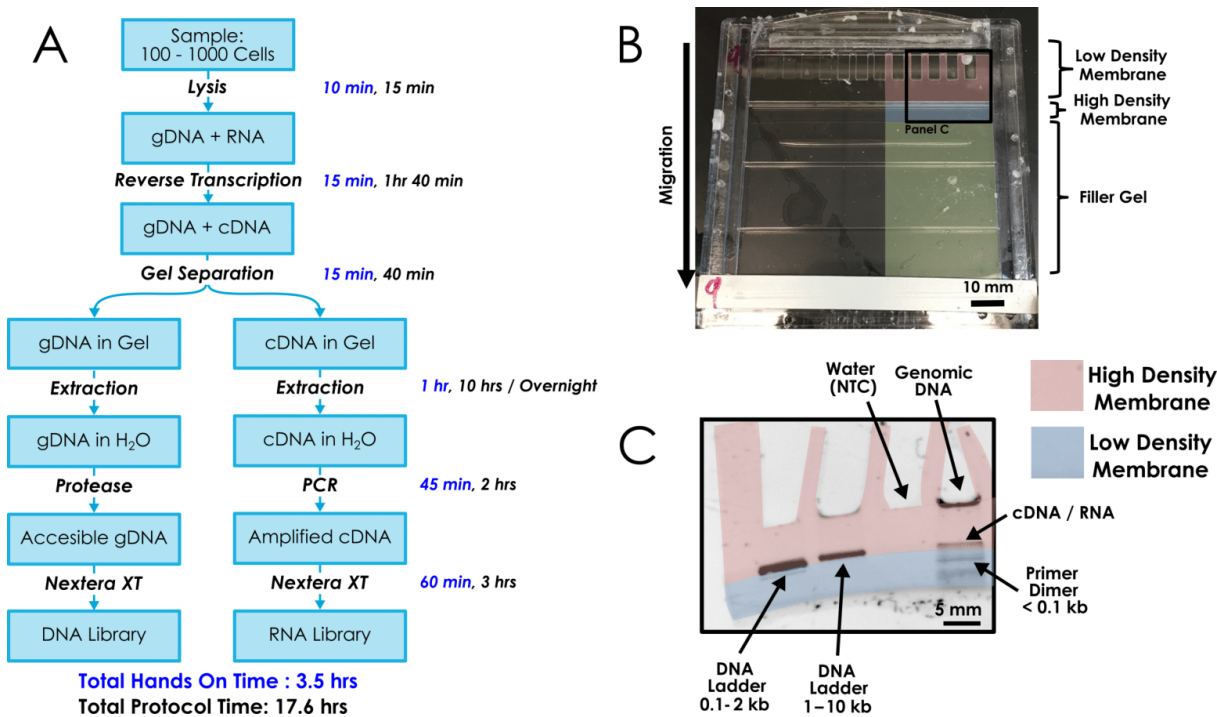 A
Sample:
100 - 1000 Cells
Lysis
10 min, 15 min
gDNA + RNA
Reverse Transcription
15 min, 1hr 40 min
gDNA + cDNA
Gel Separation
15 min, 40 min
gDNA in Gel
cDNA in Gel
Extraction
Extraction
1 hr, 10 hrs / Overnight
gDNA in H₂O
cDNA in H₂O
Protease
PCR
45 min, 2 hrs
Accesible gDNA
Amplified cDNA
Nextera XT
Nextera XT
60 min, 3 hrs
DNA Library
RNA Library
Total Hands On Time : 3.5 hrs
Total Protocol Time: 17.6 hrs
B
Migration
Panel C
9
10 mm
Low Density
Membrane
High Density
Membrane
Filler Gel
C
Water
(NTC)
Genomic
DNA
High Density
Membrane
Low Density
Membrane
cDNA / RNA
Primer
Dimer
< 0.1 kb
5 mm
DNA
Ladder
0.1- 2 kb
DNA
Ladder
1–10 kb